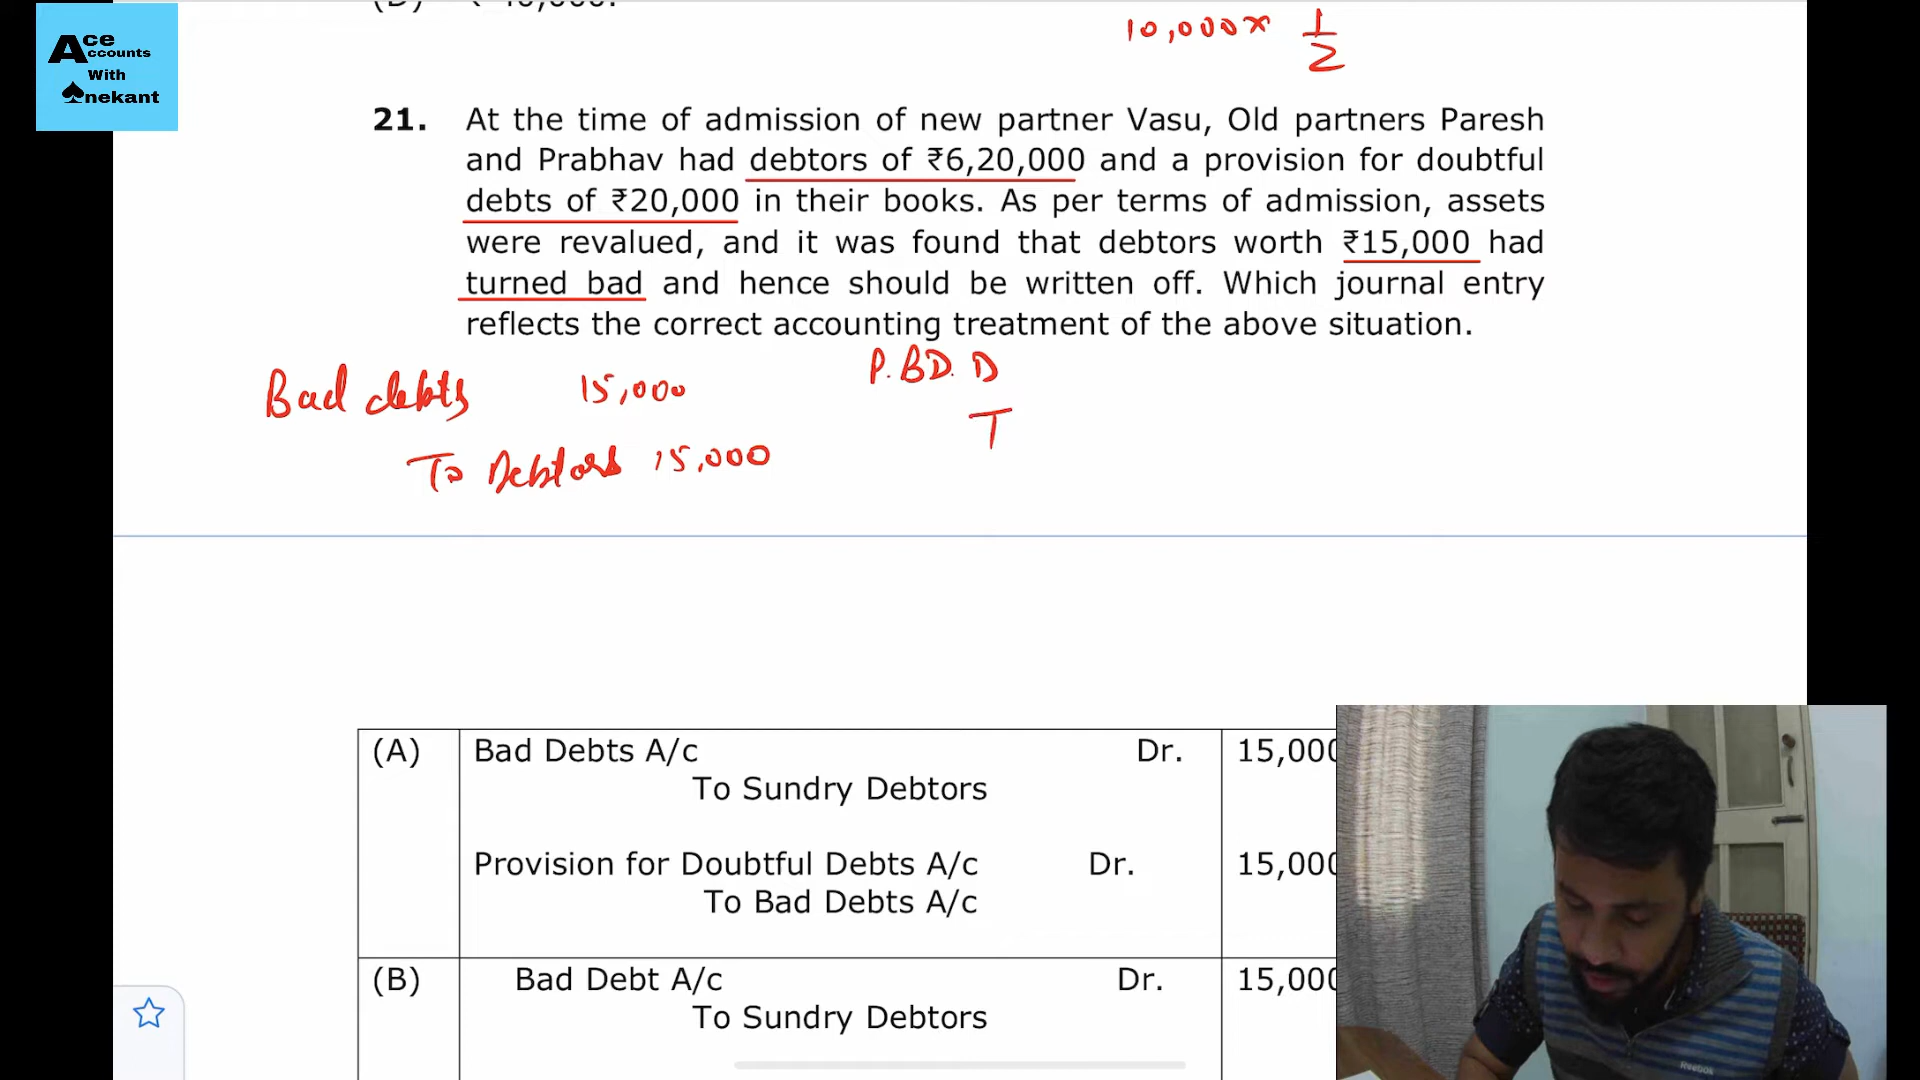 10,000 × 1/2
Ace
Accounts
With
Anekant
21. At the time of admission of new partner Vasu, Old partners Paresh
and Prabhav had debtors of ₹6,20,000 and a provision for doubtful
debts of ₹20,000 in their books. As per terms of admission, assets
were revalued, and it was found that debtors worth ₹15,000 had
turned bad and hence should be written off. Which journal entry
reflects the correct accounting treatment of the above situation.
Bad debts 15,000 P.BD. D
To Debtors 15,000 T
(A) Bad Debts A/c Dr. 15,000
To Sundry Debtors
Provision for Doubtful Debts A/c Dr. 15,000
To Bad Debts A/c
(B) Bad Debt A/c Dr. 15,000
To Sundry Debtors
Reebok